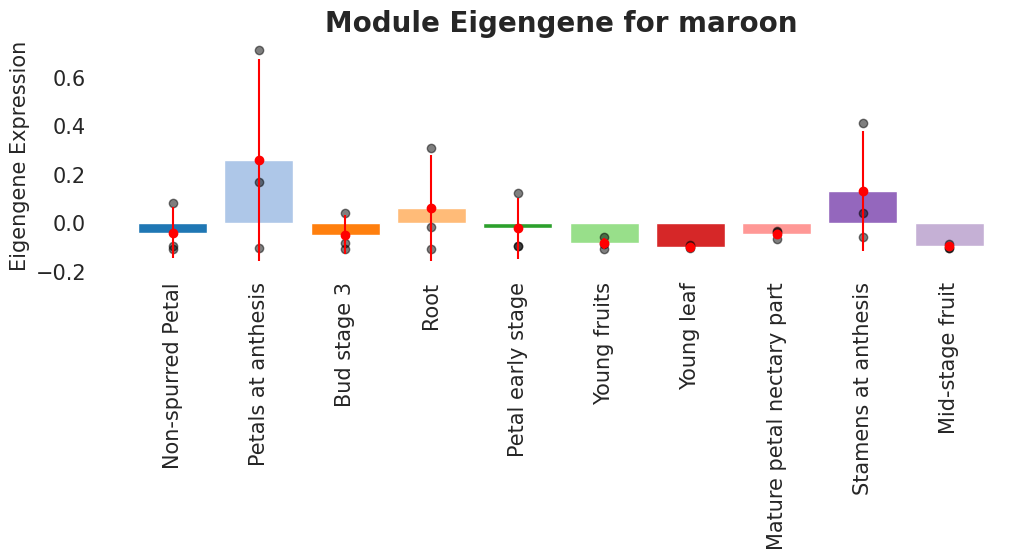 Module Eigengene for maroon
Eigengene Expression
0.6
0.4
0.2
0.0
−0.2
Non-spurred Petal
Petals at anthesis
Bud stage 3
Root
Petal early stage
Young fruits
Young leaf
Mature petal nectary part
Stamens at anthesis
Mid-stage fruit